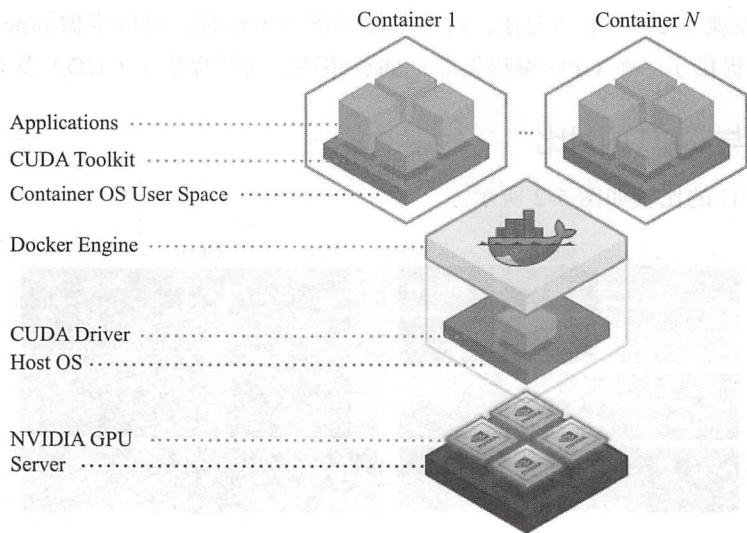 Container 1
Container N
...
Applications
CUDA Toolkit
Container OS User Space
Docker Engine
CUDA Driver
Host OS
NVIDIA GPU
Server